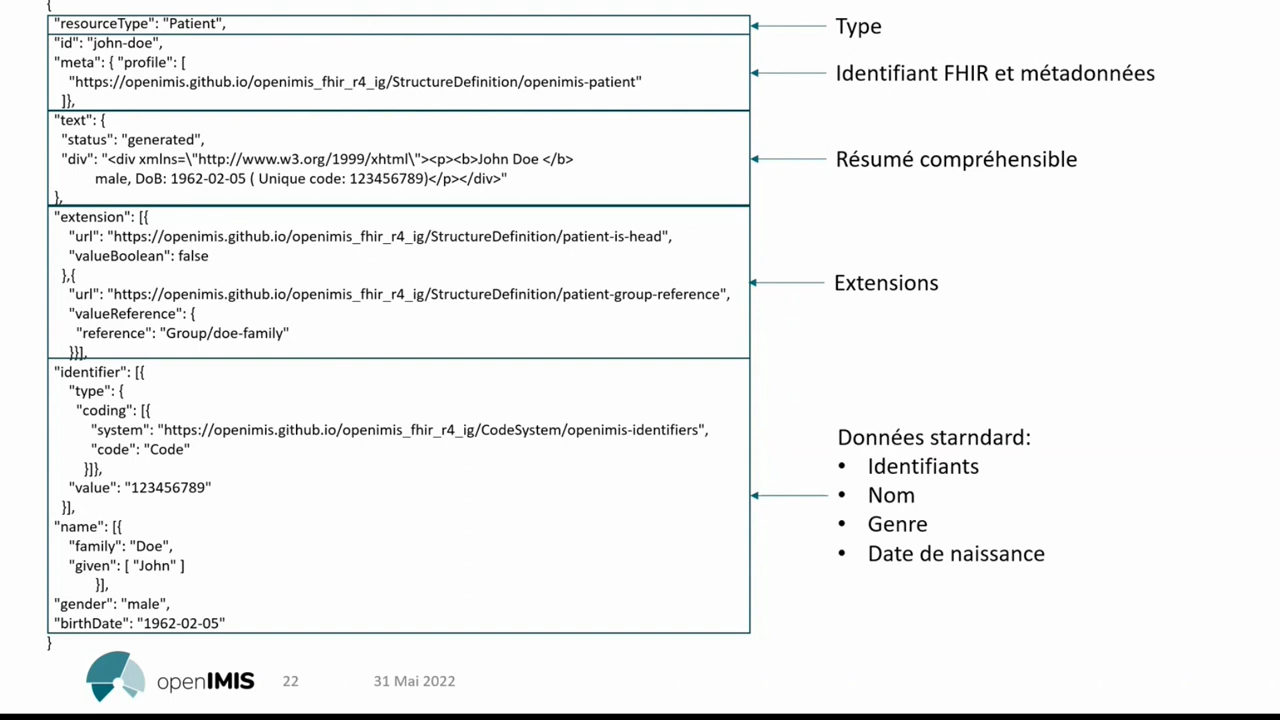 {
"resourceType": "Patient",
"id": "john-doe",
"meta": { "profile": [
"https://openimis.github.io/openimis_fhir_r4_ig/StructureDefinition/openimis-patient"
]},
"text": {
"status": "generated",
"div": "<div xmlns=\"http://www.w3.org/1999/xhtml\"><p><b>John Doe </b>
male, DoB: 1962-02-05 ( Unique code: 123456789)</p></div>"
},
"extension": [{
"url": "https://openimis.github.io/openimis_fhir_r4_ig/StructureDefinition/patient-is-head",
"valueBoolean": false
},{
"url": "https://openimis.github.io/openimis_fhir_r4_ig/StructureDefinition/patient-group-reference",
"valueReference": {
"reference": "Group/doe-family"
}}],
"identifier": [{
"type": {
"coding": [{
"system": "https://openimis.github.io/openimis_fhir_r4_ig/CodeSystem/openimis-identifiers",
"code": "Code"
}]},
"value": "123456789"
}],
"name": [{
"family": "Doe",
"given": [ "John" ]
}],
"gender": "male",
"birthDate": "1962-02-05"
}
Type
Identifiant FHIR et métadonnées
Résumé compréhensible
Extensions
Données starndard:
• Identifiants
• Nom
• Genre
• Date de naissance
openIMIS
22
31 Mai 2022